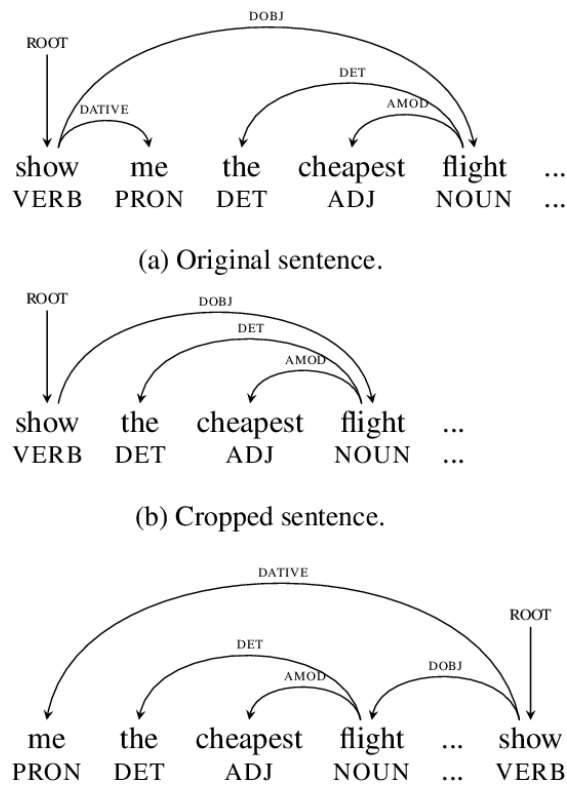 DOBJ
ROOT
DET
AMOD
DATIVE
show me the cheapest flight ...
VERB PRON DET ADJ NOUN ...
(a) Original sentence.
ROOT
DOBJ
DET
AMOD
show the cheapest flight ...
VERB DET ADJ NOUN ...
(b) Cropped sentence.
DATIVE
ROOT
DET
DOBJ
AMOD
me the cheapest flight ... show
PRON DET ADJ NOUN ... VERB